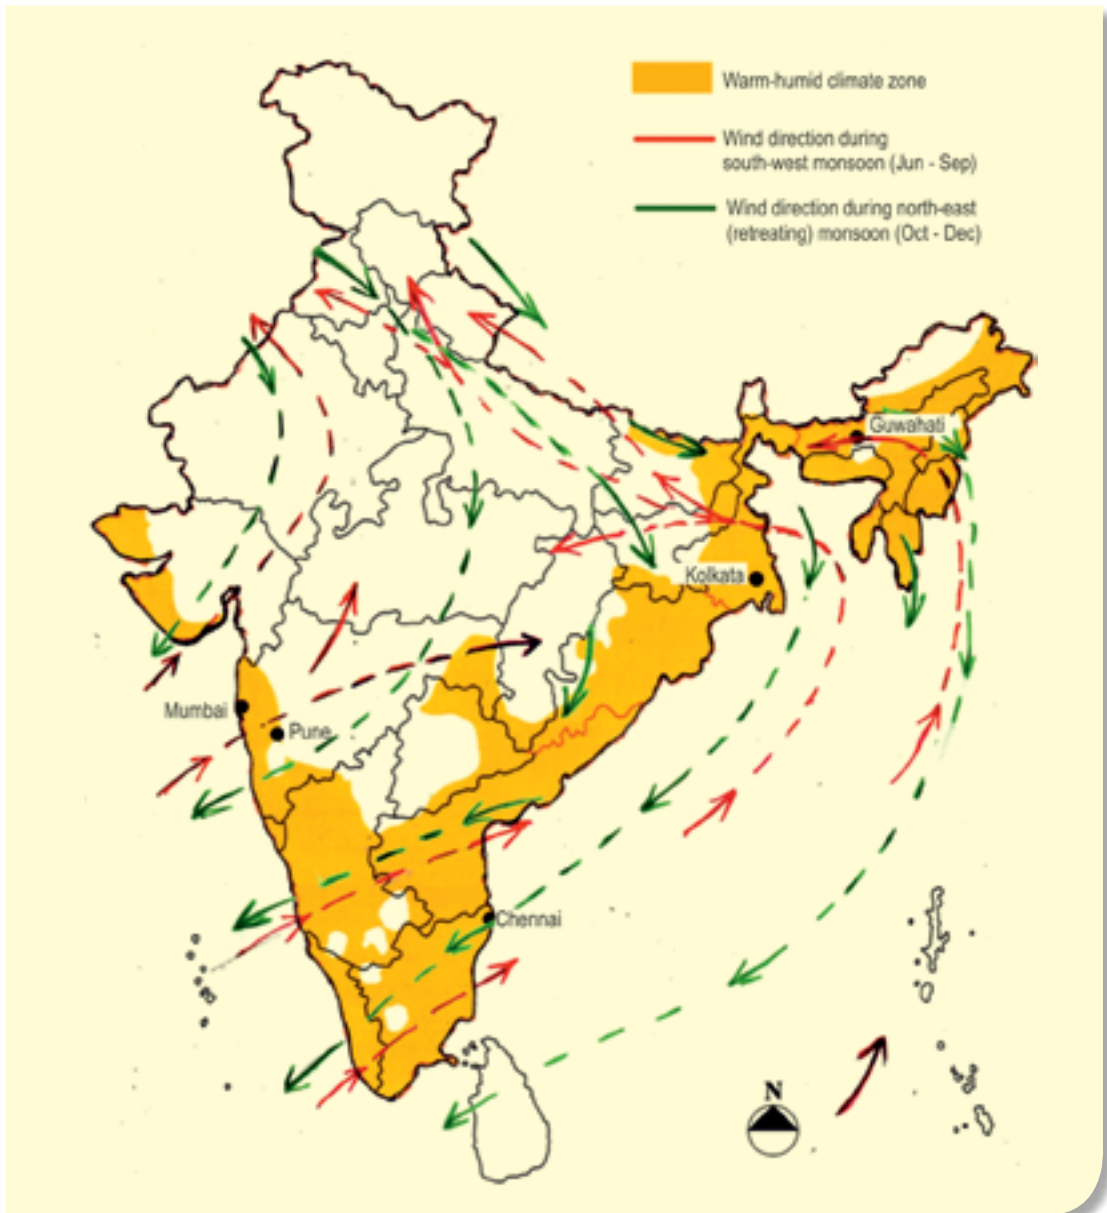 Warm-humid climate zone
Wind direction during
south-west monsoon (Jun - Sep)
Wind direction during north-east
(retreating) monsoon (Oct - Dec)
Guwahati
Kolkata
Mumbai
Pune
Chennai
N